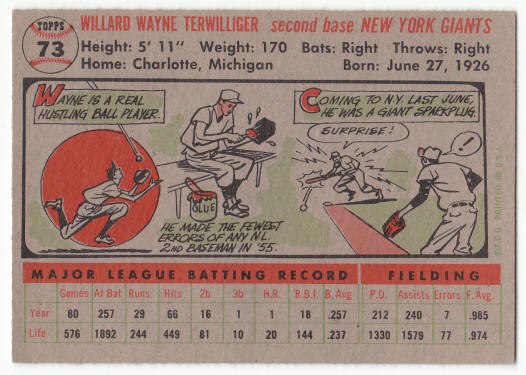 TOPPS
73
WILLARD WAYNE TERWILLIGER second base NEW YORK GIANTS
Height: 5' 11" Weight: 170 Bats: Right Throws: Right
Home: Charlotte, Michigan Born: June 27, 1926
WAYNE IS A REAL
HUSTLING BALL PLAYER.
GLUE
HE MADE THE FEWEST
ERRORS OF ANY N.L.
2ND BASEMAN IN '55.
COMING TO N.Y. LAST JUNE,
HE WAS A GIANT SPARKPLUG.
SURPRISE!
!
©T.C.G. PRINTED IN U.S.A.
MAJOR LEAGUE BATTING RECORD FIELDING
Games At Bat Runs Hits 2b 3b H.R. R.B.I. B. Avg P.O. Assists Errors F. Avg.
Year 80 257 29 66 16 1 1 18 .257 212 240 7 .985
Life 576 1892 244 449 81 10 20 144 .237 1330 1579 77 .974